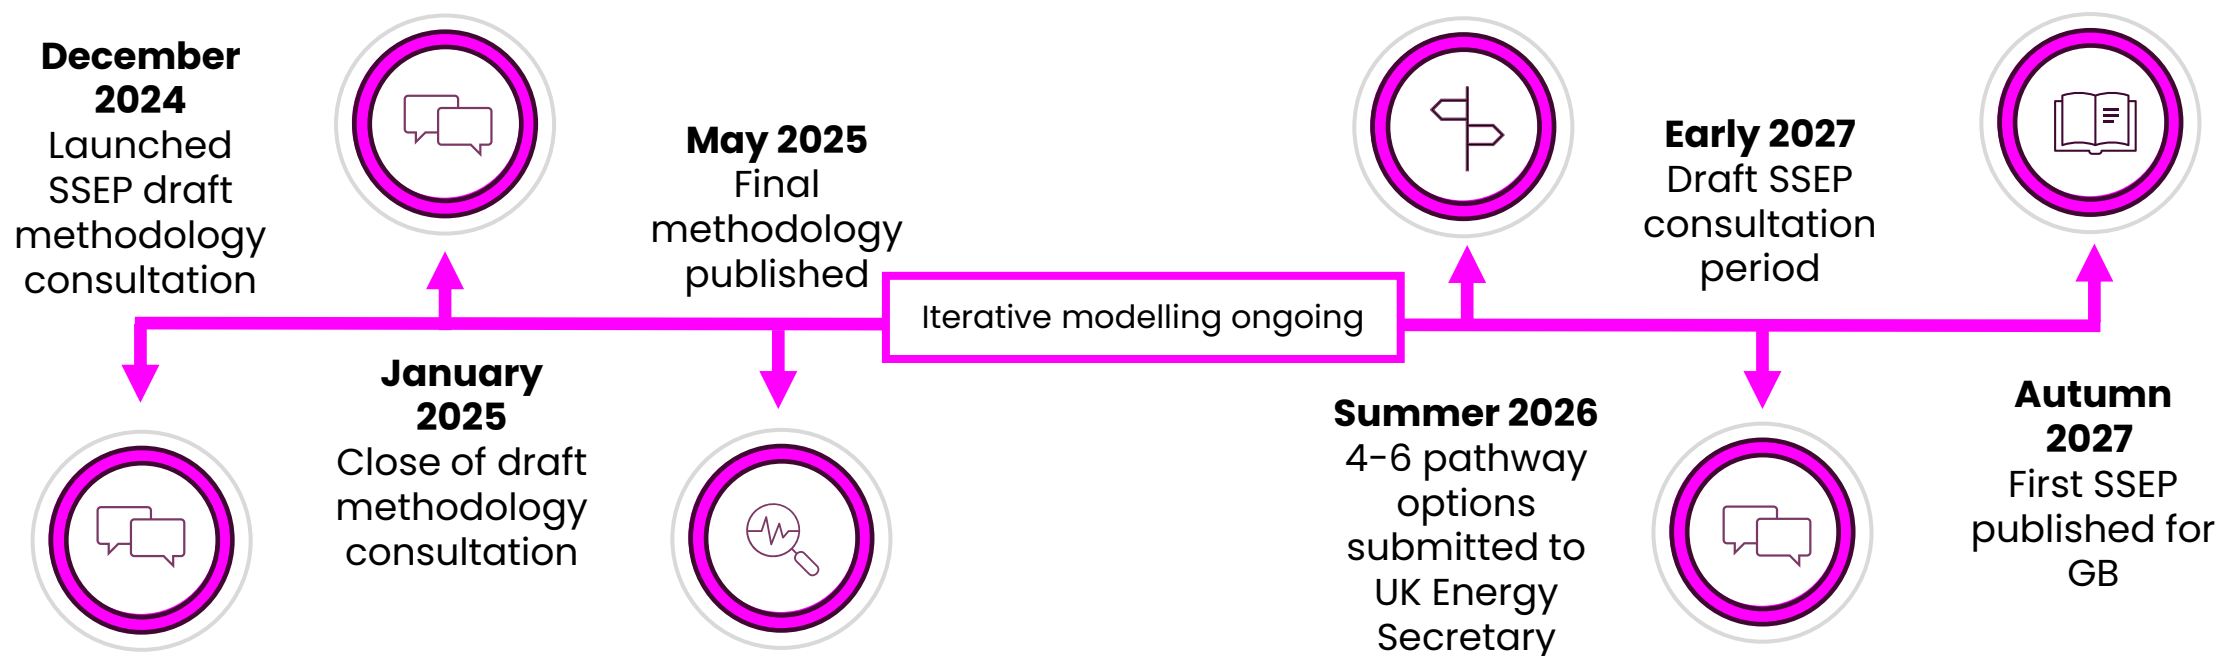 December
2024
Launched
SSEP draft
methodology
consultation
January
2025
Close of draft
methodology
consultation
May 2025
Final
methodology
published
Iterative modelling ongoing
Summer 2026
4-6 pathway
options
submitted to
UK Energy
Secretary
Early 2027
Draft SSEP
consultation
period
Autumn
2027
First SSEP
published for
GB